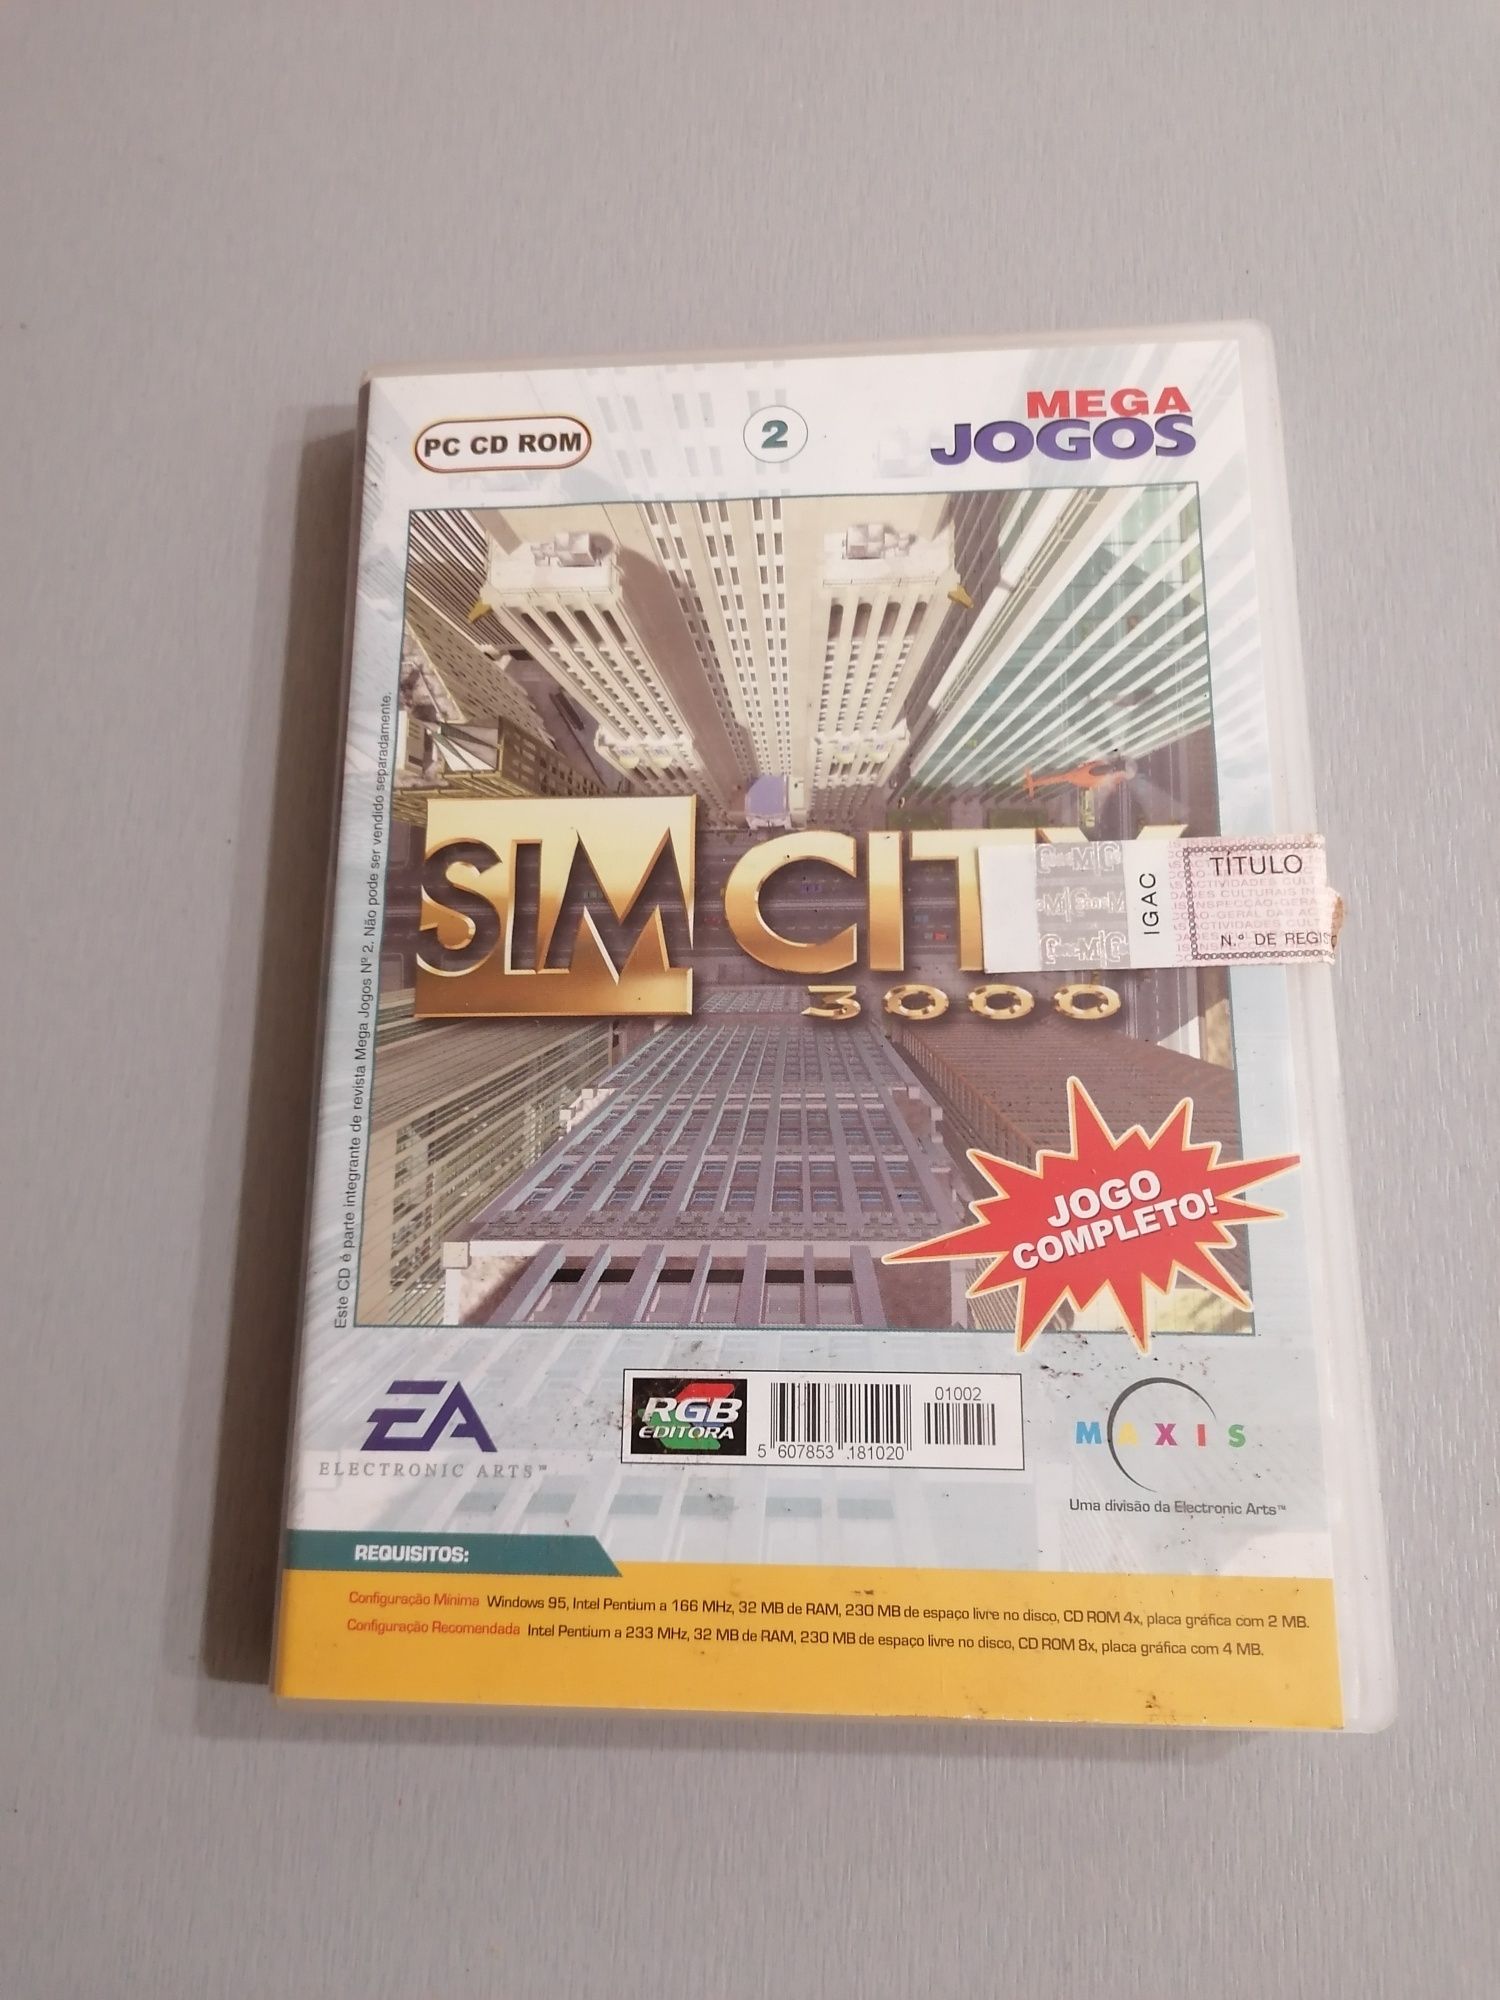 PC CD ROM
2
MEGA
JOGOS
Este CD é parte integrante de revista Mega Jogos Nº 2. Não pode ser vendido separadamente.
SIM CITY
3000
IGAC
TÍTULO
N.º DE REGIS
JOGO
COMPLETO!
EA
ELECTRONIC ARTS™
RGB
EDITORA
01002
5 607853 181020
MAXIS
Uma divisão da Electronic Arts™
REQUISITOS:
Configuração Mínima Windows 95, Intel Pentium a 166 MHz, 32 MB de RAM, 230 MB de espaço livre no disco, CD ROM 4x, placa gráfica com 2 MB.
Configuração Recomendada Intel Pentium a 233 MHz, 32 MB de RAM, 230 MB de espaço livre no disco, CD ROM 8x, placa gráfica com 4 MB.